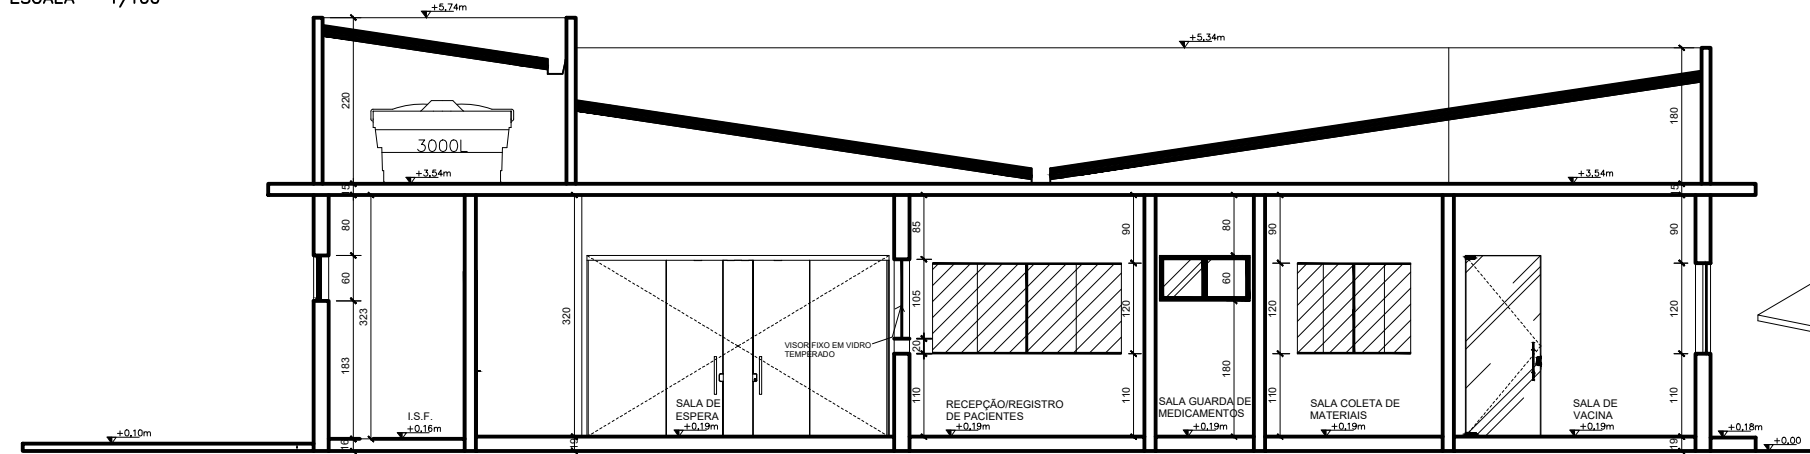 ESCALA 1/100
+5.74m
+5.34m
220
180
3000L
+3.54m
+3.54m
15
15
80
85
90
80
90
90
60
323
320
105
120
60
120
120
VISOR FIXO EM VIDRO
TEMPERADO
20
183
110
110
180
110
110
I.S.F.
+0.16m
SALA DE
ESPERA
+0.19m
RECEPÇÃO/REGISTRO
DE PACIENTES
+0.19m
SALA GUARDA DE
MEDICAMENTOS
+0.19m
SALA COLETA DE
MATERIAIS
+0.19m
SALA DE
VACINA
+0.19m
+0.10m
16
19
19
+0.18m
+0.00